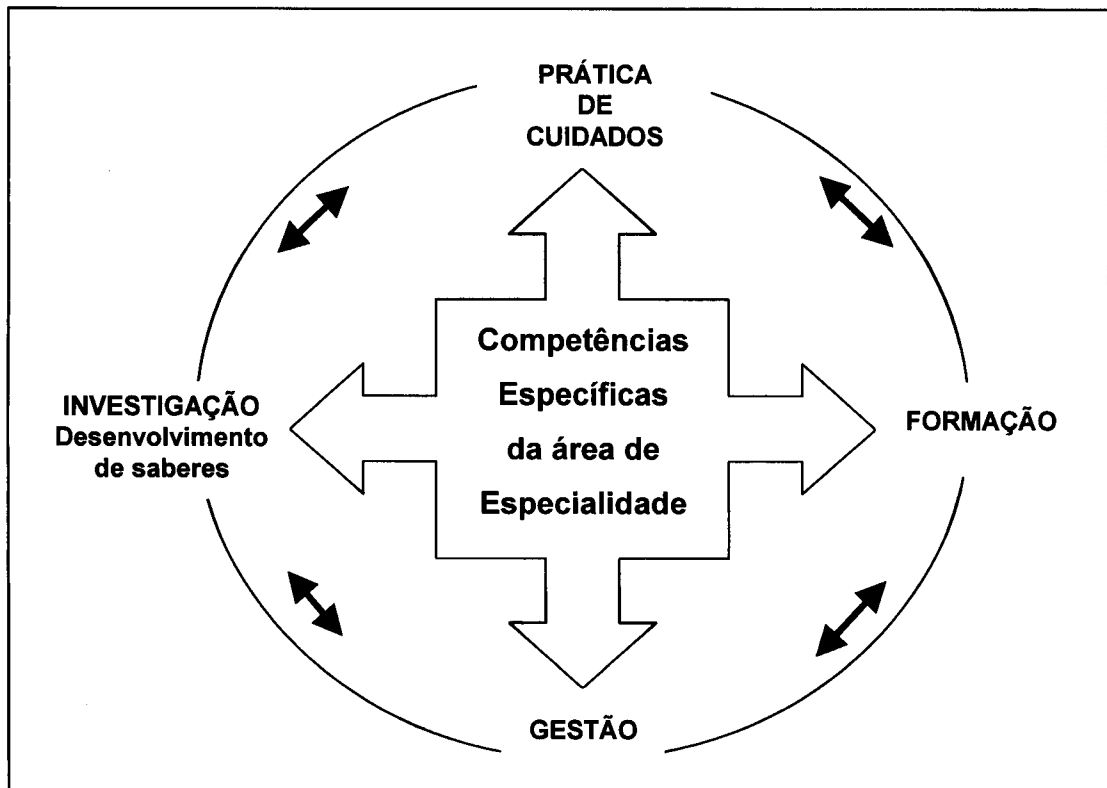 PRÁTICA
DE
CUIDADOS
Competências
Específicas
da área de
Especialidade
INVESTIGAÇÃO
Desenvolvimento
de saberes
FORMAÇÃO
GESTÃO